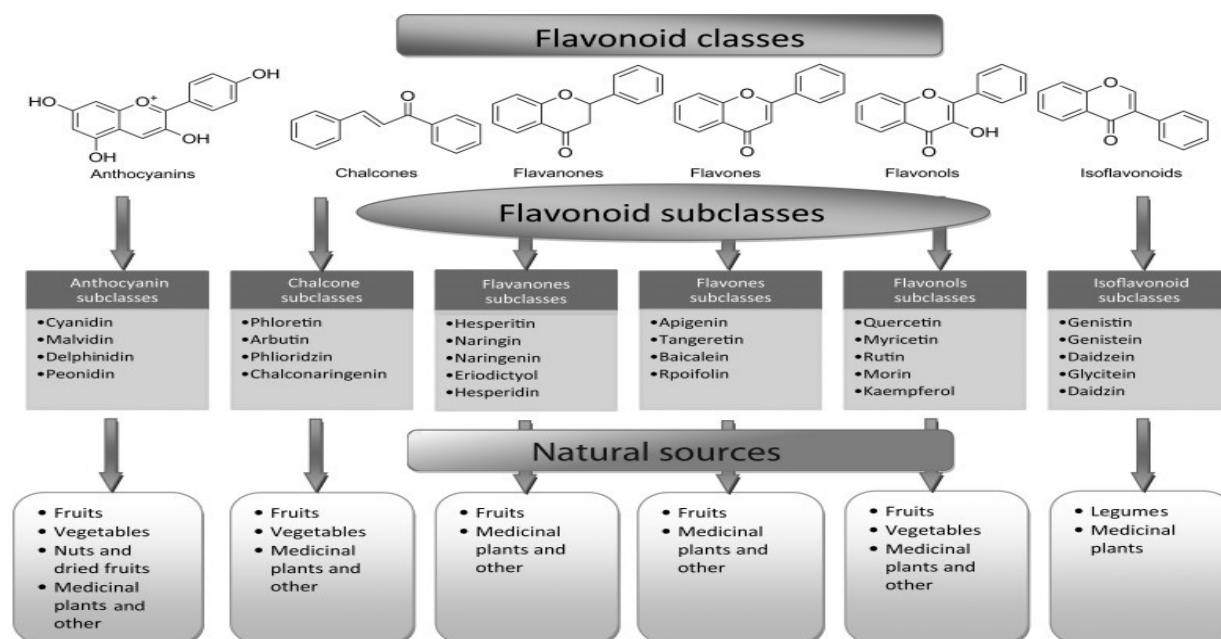 Flavonoid classes
OH
HO
O+
OH
OH
Anthocyanins
O
Chalcones
O
O
Flavanones
O
O
Flavones
O
OH
O
Flavonols
O
O
Isoflavonoids
Flavonoid subclasses
Anthocyanin
subclasses
•Cyanidin
•Malvidin
•Delphinidin
•Peonidin
Chalcone
subclasses
•Phloretin
•Arbutin
•Phlioridzin
•Chalconaringenin
Flavanones
subclasses
•Hesperitin
•Naringin
•Naringenin
•Eriodictyol
•Hesperidin
Flavones
subclasses
•Apigenin
•Tangeretin
•Baicalein
•Rpoifolin
Flavonols
subclasses
•Quercetin
•Myricetin
•Rutin
•Morin
•Kaempferol
Isoflavonoid
subclasses
•Genistin
•Genistein
•Daidzein
•Glycitein
•Daidzin
Natural sources
• Fruits
• Vegetables
• Nuts and
dried fruits
• Medicinal
plants and
other
• Fruits
• Vegetables
• Medicinal
plants and
other
• Fruits
• Medicinal
plants and
other
• Fruits
• Medicinal
plants and
other
• Fruits
• Vegetables
• Medicinal
plants and
other
• Legumes
• Medicinal
plants